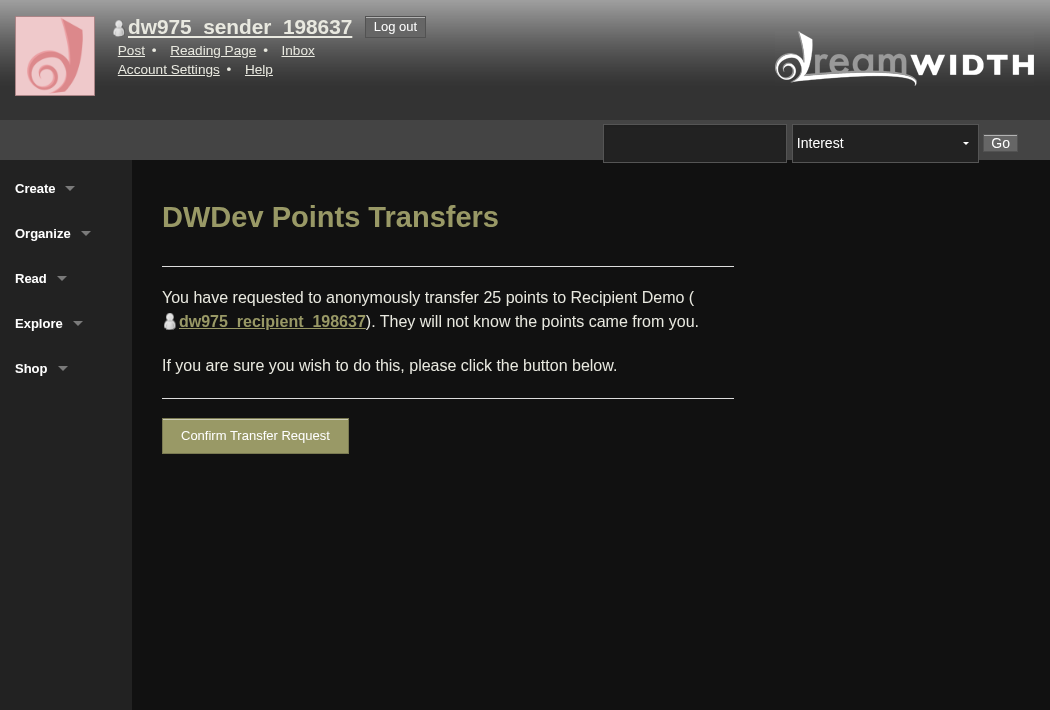 dw975_sender_198637 Log out
Post • Reading Page • Inbox
Account Settings • Help
dreamWIDTH
Interest Go
Create
Organize
Read
Explore
Shop
DWDev Points Transfers
You have requested to anonymously transfer 25 points to Recipient Demo (
dw975_recipient_198637). They will not know the points came from you.
If you are sure you wish to do this, please click the button below.
Confirm Transfer Request